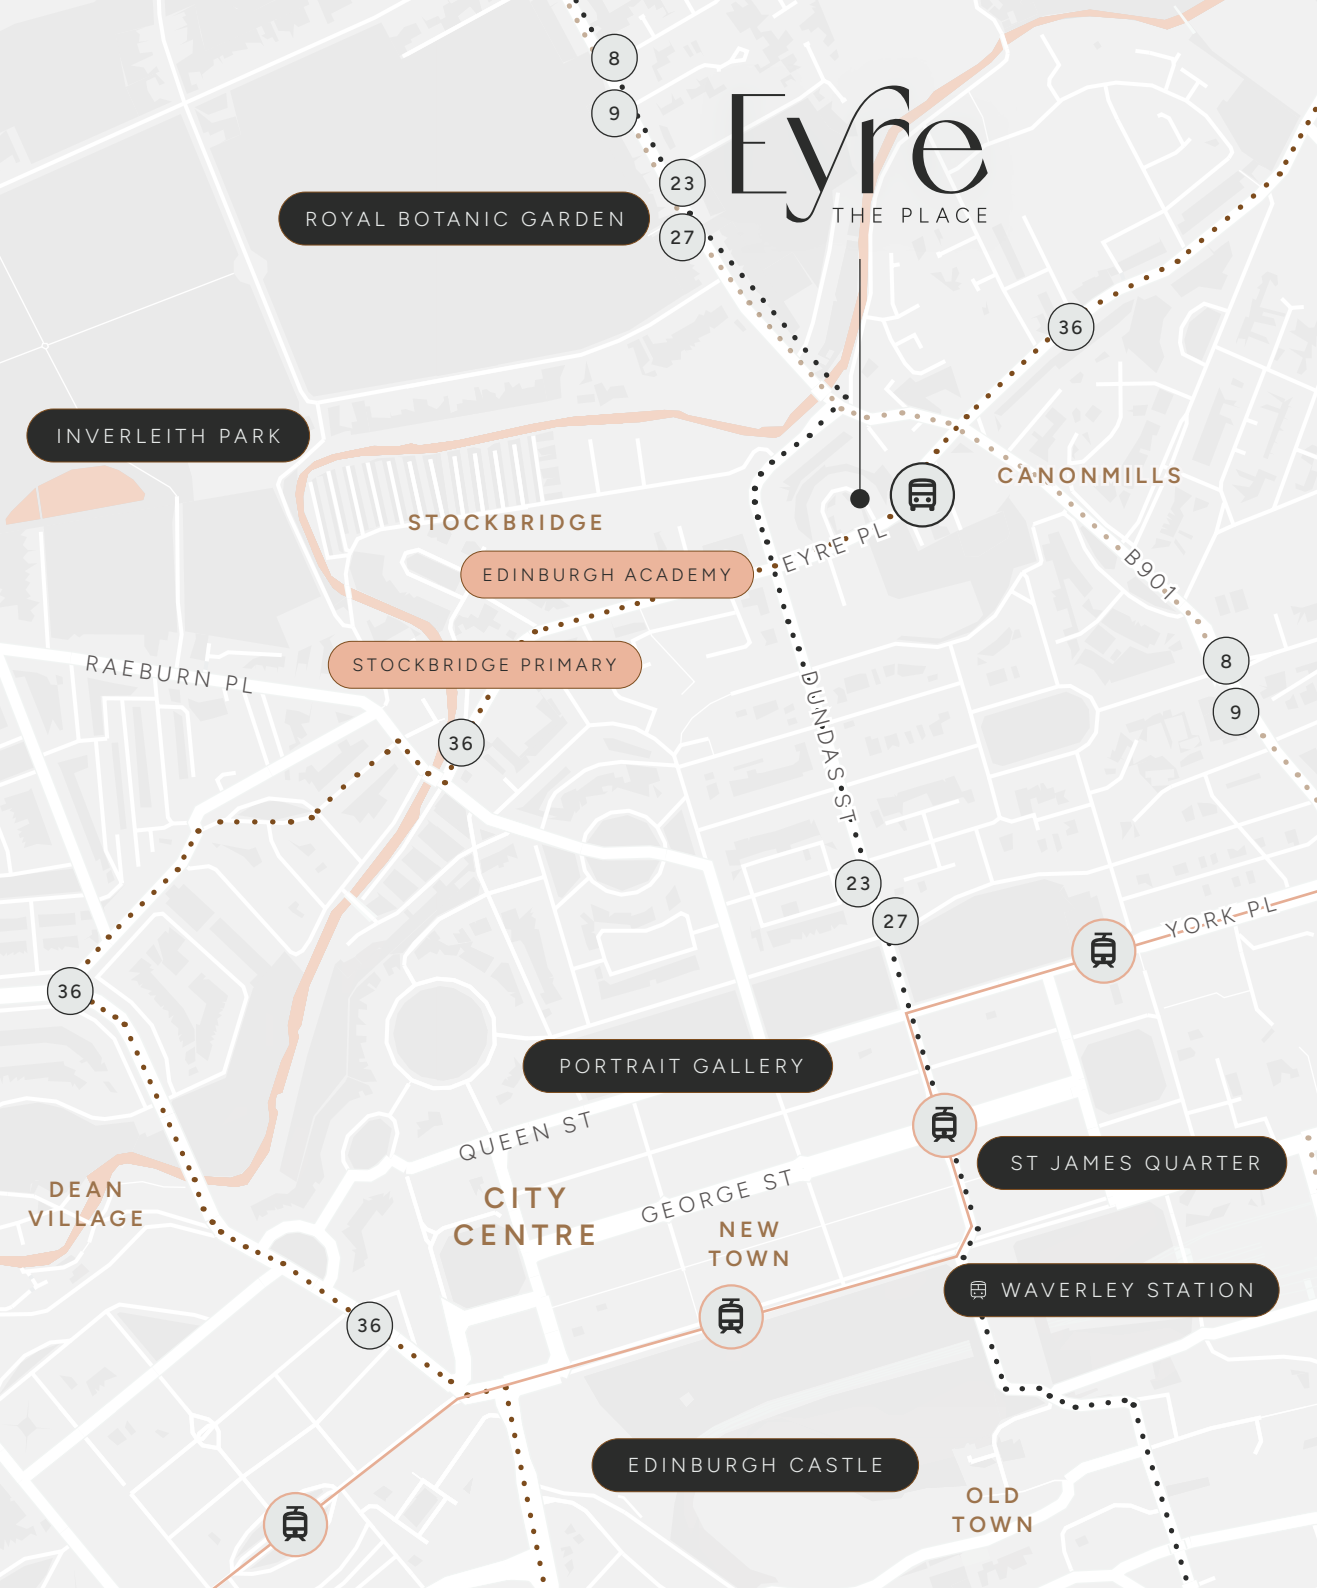 8
9
Eyre
THE PLACE
23
ROYAL BOTANIC GARDEN
27
36
INVERLEITH PARK
CANONMILLS
STOCKBRIDGE
EYRE PL
EDINBURGH ACADEMY
B901
STOCKBRIDGE PRIMARY
RAEBURN PL
8
9
DUNDAS ST
36
23
27
YORK PL
36
PORTRAIT GALLERY
QUEEN ST
ST JAMES QUARTER
DEAN
VILLAGE
CITY
CENTRE
GEORGE ST
NEW
TOWN
WAVERLEY STATION
36
EDINBURGH CASTLE
OLD
TOWN